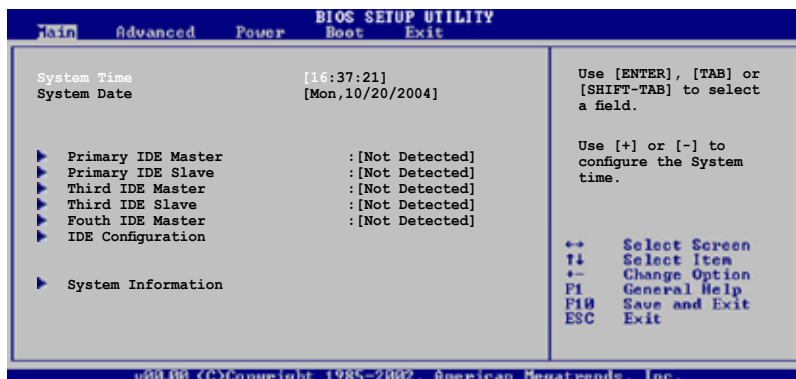 BIOS SETUP UTILITY
Main Advanced Power Boot Exit
System Time [16:37:21]
System Date [Mon,10/20/2004]
Primary IDE Master :[Not Detected]
Primary IDE Slave :[Not Detected]
Third IDE Master :[Not Detected]
Third IDE Slave :[Not Detected]
Fouth IDE Master :[Not Detected]
IDE Configuration
System Information
Use [ENTER], [TAB] or
[SHIFT-TAB] to select
a field.
Use [+] or [-] to
configure the System
time.
↔ Select Screen
↑↓ Select Item
+- Change Option
F1 General Help
F10 Save and Exit
ESC Exit
v00.00 (C)Copyright 1985-2002, American Megatrends, Inc.